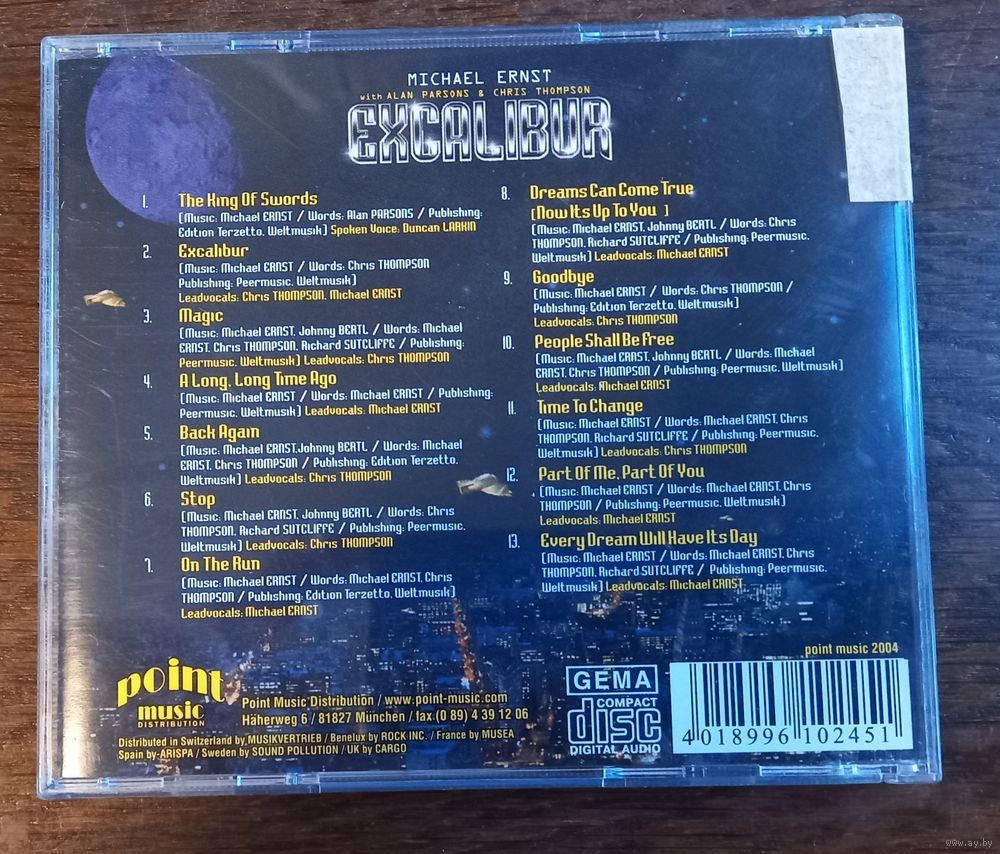 MICHAEL ERNST
with ALAN PARSONS & CHRIS THOMPSON
EXCALIBUR
1. The King Of Swords
(Music: Michael ERNST / Words: Alan PARSONS / Publishing:
Edition Terzetto, Weltmusik) Spoken Voice: Duncan LARKIN
2. Excalibur
(Music: Michael ERNST / Words: Chris THOMPSON
Publishing: Peermusic, Weltmusik)
Leadvocals: Chris THOMPSON, Michael ERNST
3. Magic
(Music: Michael ERNST, Johnny BERTL / Words: Michael
ERNST, Chris THOMPSON, Richard SUTCLIFFE / Publishing:
Peermusic, Weltmusik) Leadvocals: Chris THOMPSON
4. A Long, Long Time Ago
(Music: Michael ERNST / Words: Michael ERNST / Publishing:
Peermusic, Weltmusik) Leadvocals: Michael ERNST
5. Back Again
(Music: Michael ERNST,Johnny BERTL / Words: Michael
ERNST, Chris THOMPSON / Publishing: Edition Terzetto,
Weltmusik) Leadvocals: Chris THOMPSON
6. Stop
(Music: Michael ERNST, Johnny BERTL / Words: Chris
THOMPSON, Richard SUTCLIFFE / Publishing: Peermusic,
Weltmusik) Leadvocals: Chris THOMPSON
7. On The Run
(Music: Michael ERNST / Words: Michael ERNST, Chris
THOMPSON / Publishing: Edition Terzetto, Weltmusik)
Leadvocals: Michael ERNST
8. Dreams Can Come True
(Now Its Up To You )
(Music: Michael ERNST, Johnny BERTL / Words: Chris
THOMPSON, Richard SUTCLIFFE / Publishing: Peermusic,
Weltmusik) Leadvocals: Michael ERNST
9. Goodbye
(Music: Michael ERNST / Words: Chris THOMPSON /
Publishing: Edition Terzetto, Weltmusik)
Leadvocals: Chris THOMPSON
10. People Shall Be Free
(Music: Michael ERNST, Johnny BERTL / Words: Michael
ERNST, Chris THOMPSON / Publishing: Peermusic, Weltmusik)
Leadvocals: Michael ERNST
11. Time To Change
(Music: Michael ERNST / Words: Michael ERNST, Chris
THOMPSON, Richard SUTCLIFFE / Publishing: Peermusic,
Weltmusik) Leadvocals: Chris THOMPSON
12. Part Of Me, Part Of You
(Music: Michael ERNST / Words: Michael ERNST, Chris
THOMPSON / Publishing: Peermusic, Weltmusik)
Leadvocals: Michael ERNST
13. Every Dream Will Have Its Day
(Music: Michael ERNST / Words: Michael ERNST, Chris
THOMPSON, Richard SUTCLIFFE / Publishing: Peermusic,
Weltmusik) Leadvocals: Michael ERNST
point music 2004
point
music
DISTRIBUTION
Point Music Distribution / www.point-music.com
Häherweg 6 / 81827 München / fax.(0 89) 4 39 12 06
Distributed in Switzerland by MUSIKVERTRIEB / Benelux by ROCK INC. / France by MUSEA
Spain by-ARISPA / Sweden by SOUND POLLUTION / UK by CARGO
GEMA
COMPACT
disc
DIGITAL AUDIO
4 018996 102451
www.ay.by